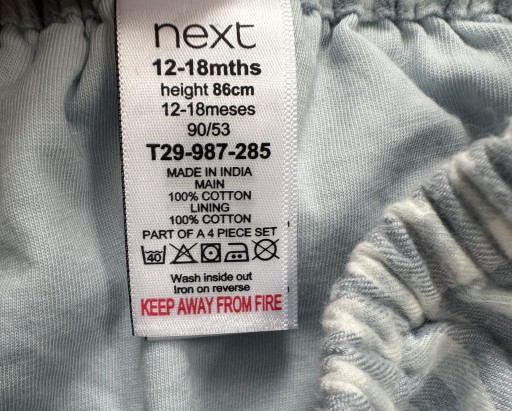 next
12-18mths
height 86cm
12-18meses
90/53
T29-987-285
MADE IN INDIA
MAIN
100% COTTON
LINING
100% COTTON
PART OF A 4 PIECE SET
40
Wash inside out
Iron on reverse
KEEP AWAY FROM FIRE